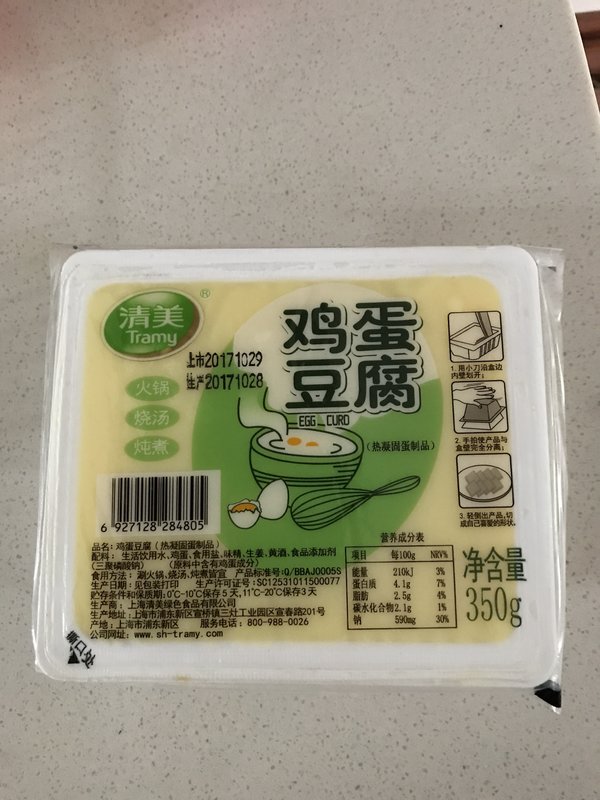 清美
®
Tramy
上市20171029
生产20171028
鸡蛋
豆腐
EGG CURD
(热凝固蛋制品)
火锅
烧汤
炖煮
1. 用小刀沿盒边
内壁划开;
2. 手拍使产品与
盒壁完全分离;
3. 轻倒出产品,切
成自己喜爱的形状。
6 927128 284805
品名: 鸡蛋豆腐 (热凝固蛋制品)
配料: 生活饮用水,鸡蛋,食用盐,味精,生姜,黄酒,食品添加剂
(三聚磷酸钠) (原料中含有鸡蛋成分)
食用方法: 涮火锅,烧汤,炖煮皆宜 产品标准号:Q/BBAJ0005S
生产日期: 见包装打印 生产许可证号:SC12531011500077
贮存条件和保质期:0°C-10°C保存5天,11°C-20°C保存3天
生产商: 上海清美绿色食品有限公司
生产地址: 上海市浦东新区宣桥镇三灶工业园区宣春路201号
产地: 上海市浦东新区 服务电话: 800-988-0026
公司网址: www.sh-tramy.com
营养成分表
项目 每100g NRV%
能量 210kJ 3%
蛋白质 4.1g 7%
脂肪 2.5g 4%
碳水化合物 2.1g 1%
钠 590mg 30%
净含量
350g